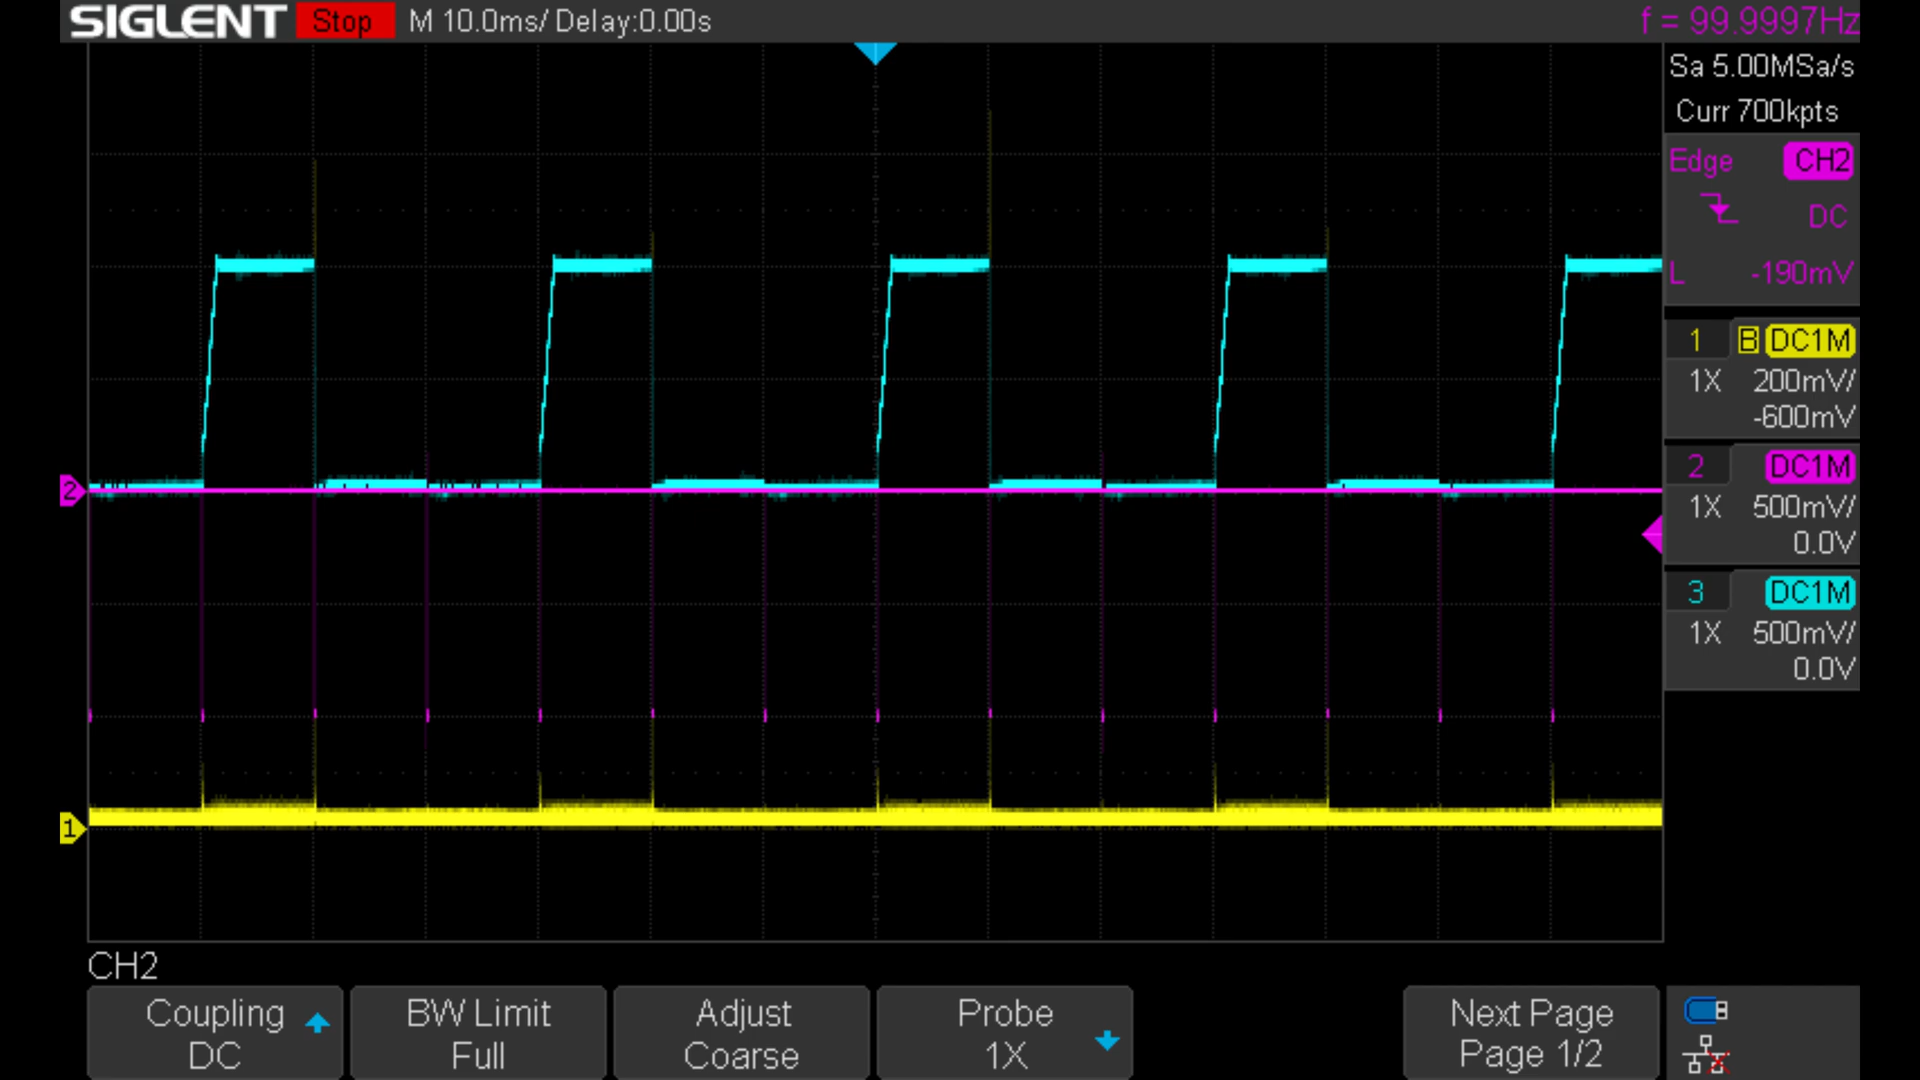 SIGLENT Stop M 10.0ms/ Delay:0.00s f = 99.9997Hz
Sa 5.00MSa/s
Curr 700kpts
Edge CH2
DC
L -190mV
1 B DC1M
1X 200mV/
-600mV
2 DC1M
1X 500mV/
0.0V
3 DC1M
1X 500mV/
0.0V
2
1
CH2
Coupling
DC
BW Limit
Full
Adjust
Coarse
Probe
1X
Next Page
Page 1/2